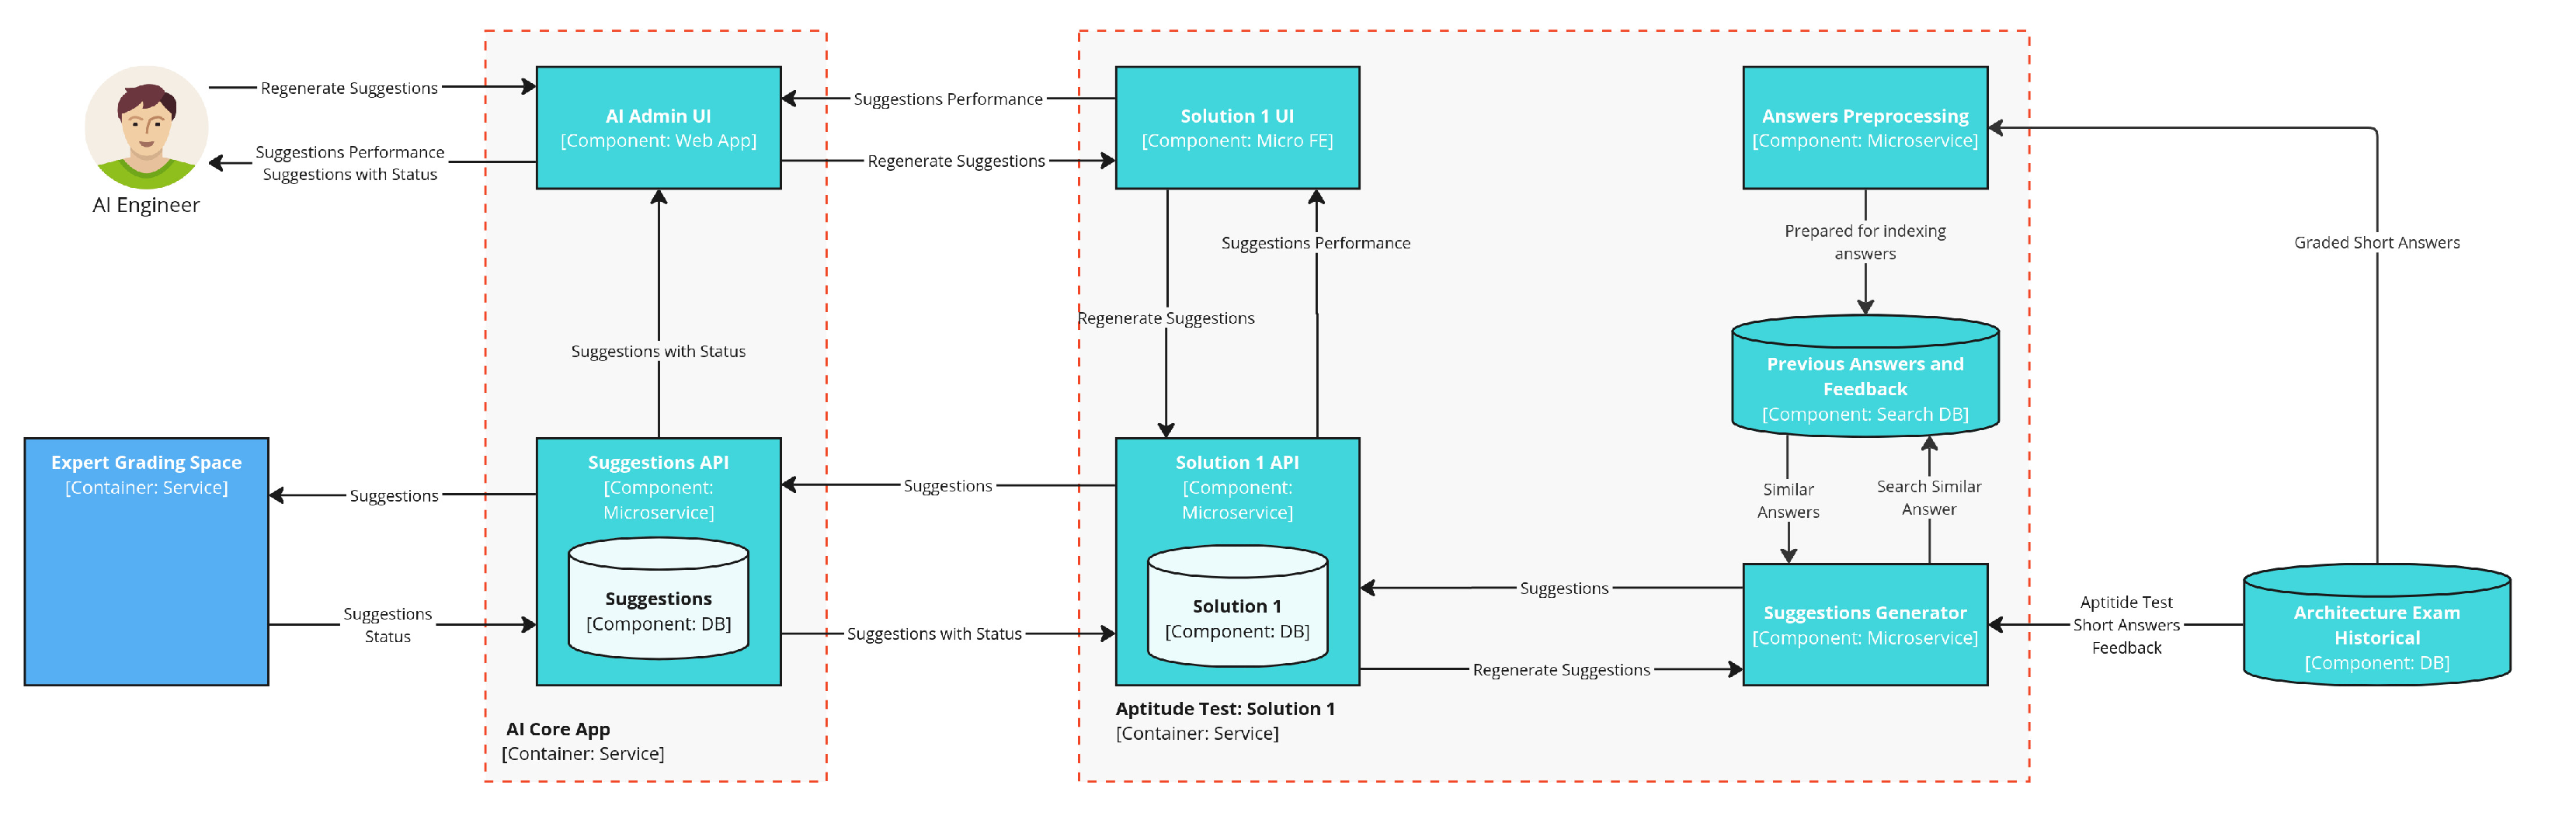 Regenerate Suggestions
Suggestions Performance
Suggestions with Status
AI Engineer
AI Admin UI
[Component: Web App]
Suggestions Performance
Regenerate Suggestions
Solution 1 UI
[Component: Micro FE]
Answers Preprocessing
[Component: Microservice]
Suggestions with Status
Regenerate Suggestions
Suggestions Performance
Prepared for indexing
answers
Graded Short Answers
Previous Answers and
Feedback
[Component: Search DB]
Similar
Answers
Search Similar
Answer
Expert Grading Space
[Container: Service]
Suggestions
Suggestions
Status
Suggestions API
[Component:
Microservice]
Suggestions
[Component: DB]
Suggestions
Suggestions with Status
Solution 1 API
[Component:
Microservice]
Solution 1
[Component: DB]
Suggestions
Regenerate Suggestions
Suggestions Generator
[Component: Microservice]
Aptitide Test
Short Answers
Feedback
Architecture Exam
Historical
[Component: DB]
AI Core App
[Container: Service]
Aptitude Test: Solution 1
[Container: Service]